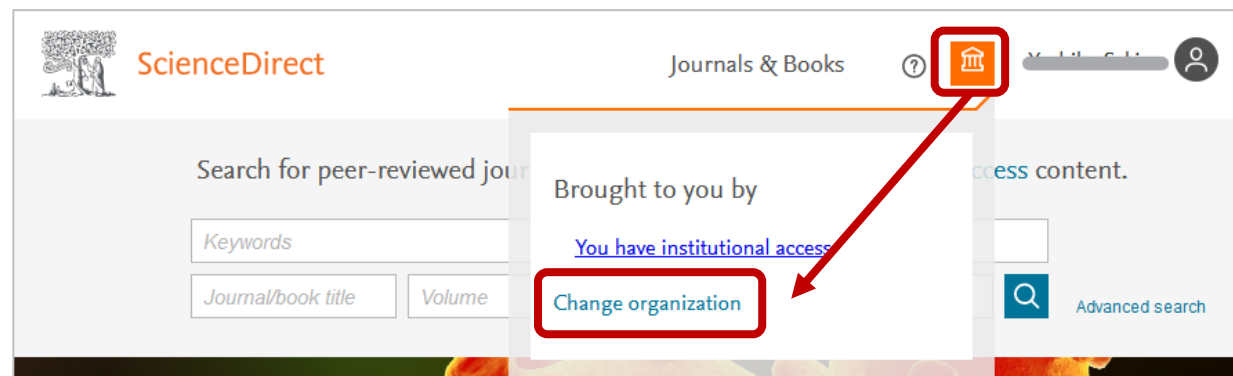 ScienceDirect
Journals & Books
?
Search for peer-reviewed jour
ccess content.
Brought to you by
Keywords
You have institutional access
Journal/book title
Volume
Change organization
Advanced search